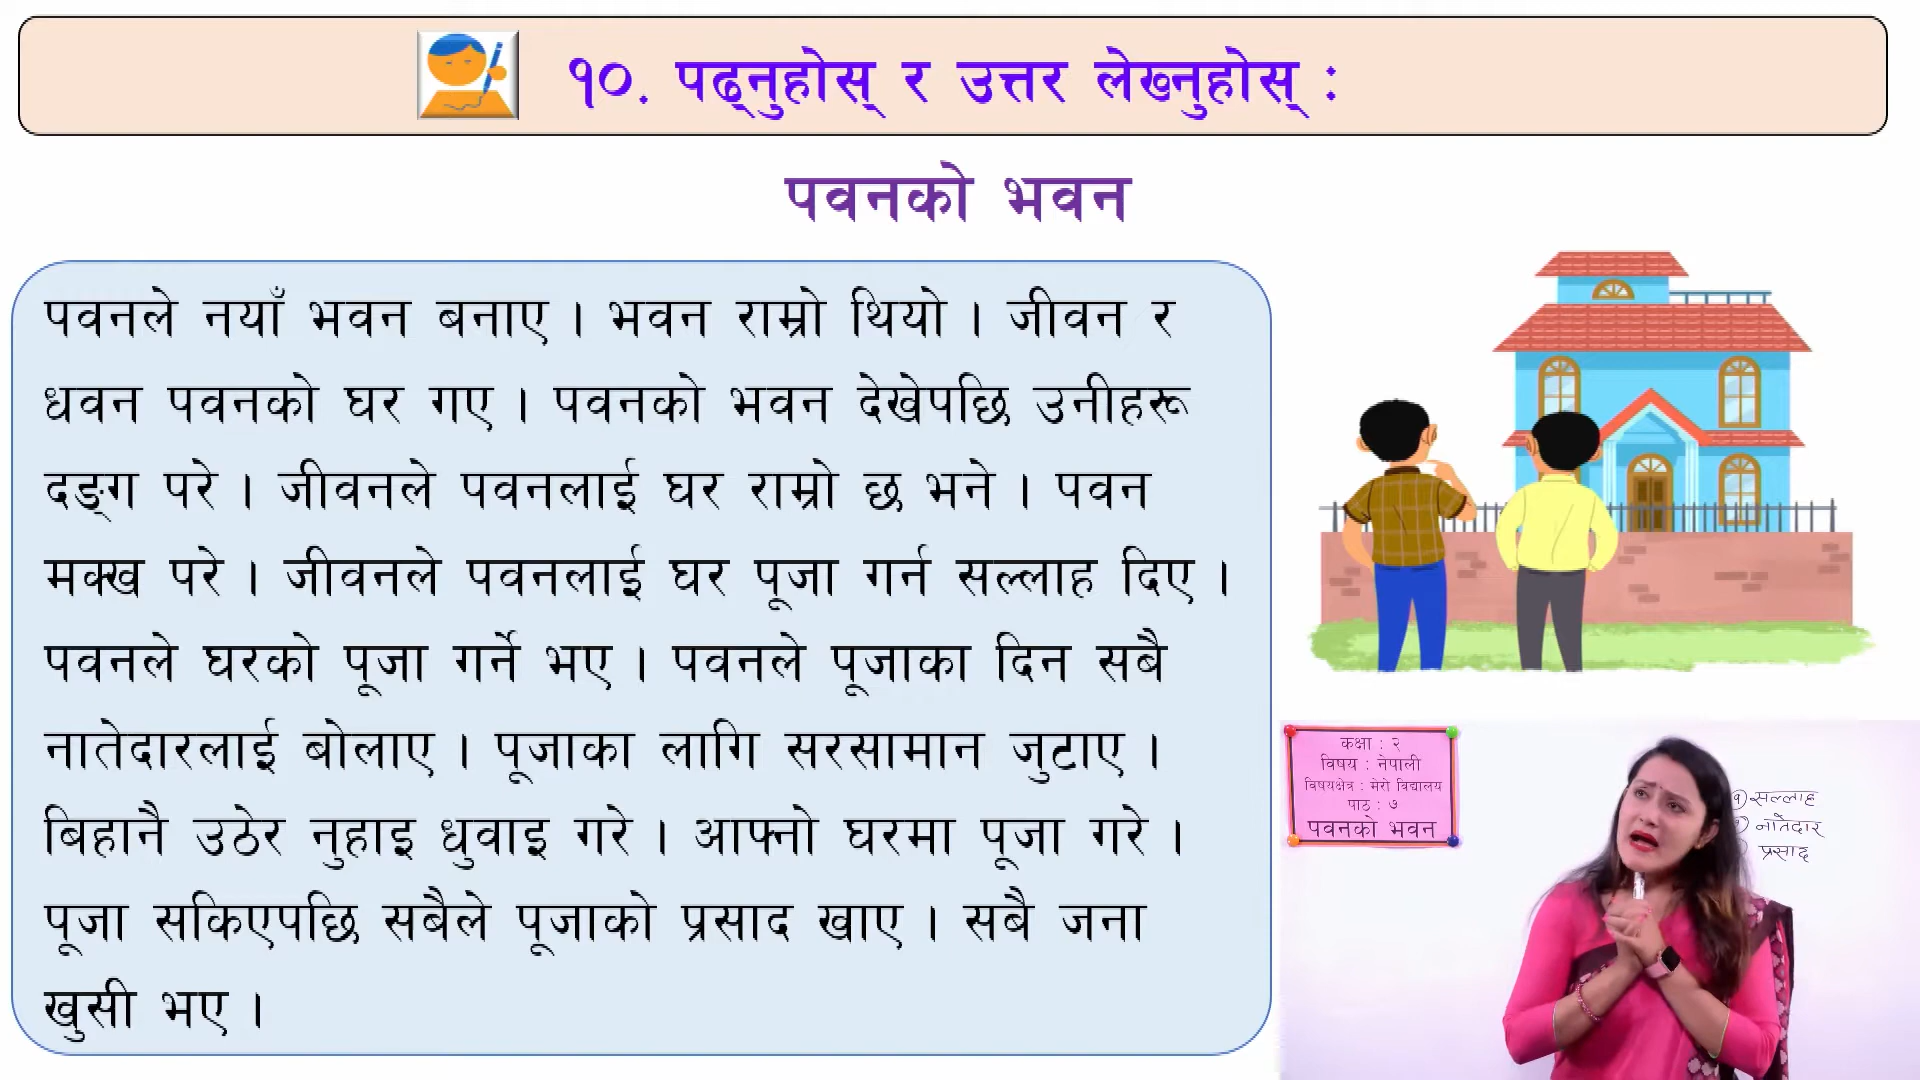 १०. पढ्नुहोस् र उत्तर लेख्नुहोस् :
पवनको भवन
पवनले नयाँ भवन बनाए । भवन राम्रो थियो । जीवन र
धवन पवनको घर गए । पवनको भवन देखेपछि उनीहरू
दङ्ग परे । जीवनले पवनलाई घर राम्रो छ भने । पवन
मक्ख परे । जीवनले पवनलाई घर पूजा गर्न सल्लाह दिए ।
पवनले घरको पूजा गर्ने भए । पवनले पूजाका दिन सबै
नातेदारलाई बोलाए । पूजाका लागि सरसामान जुटाए ।
बिहानै उठेर नुहाइ धुवाइ गरे । आफ्नो घरमा पूजा गरे ।
पूजा सकिएपछि सबैले पूजाको प्रसाद खाए । सबै जना
खुसी भए ।
कक्षा : २
विषय : नेपाली
विषयक्षेत्र : मेरो विद्यालय
पाठ : ७
पवनको भवन
सल्लाह
नातेदार
प्रसाद